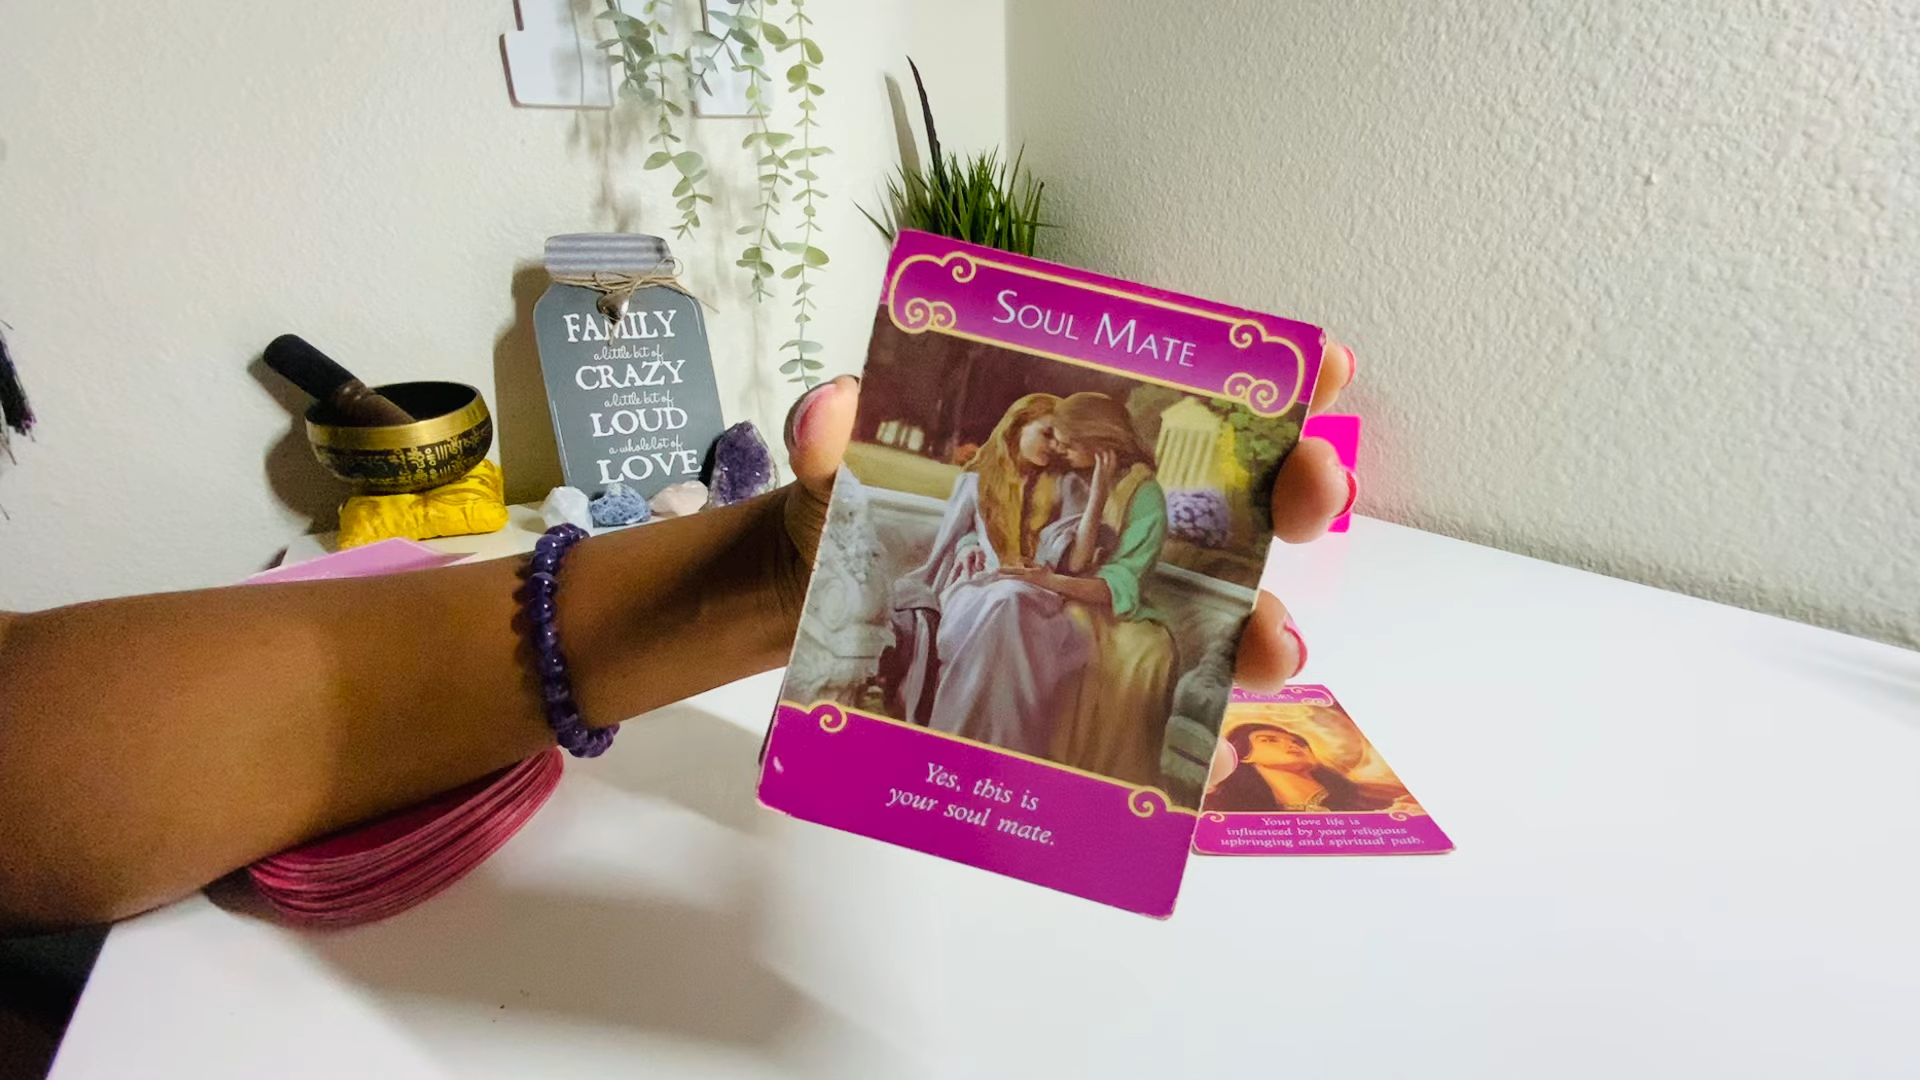 FAMILY
a little bit of
CRAZY
a little bit of
LOUD
a whole lot of
LOVE
SOUL MATE
Yes, this is
your soul mate.
FACTORS
Your love life is
influenced by your religious
upbringing and spiritual path.